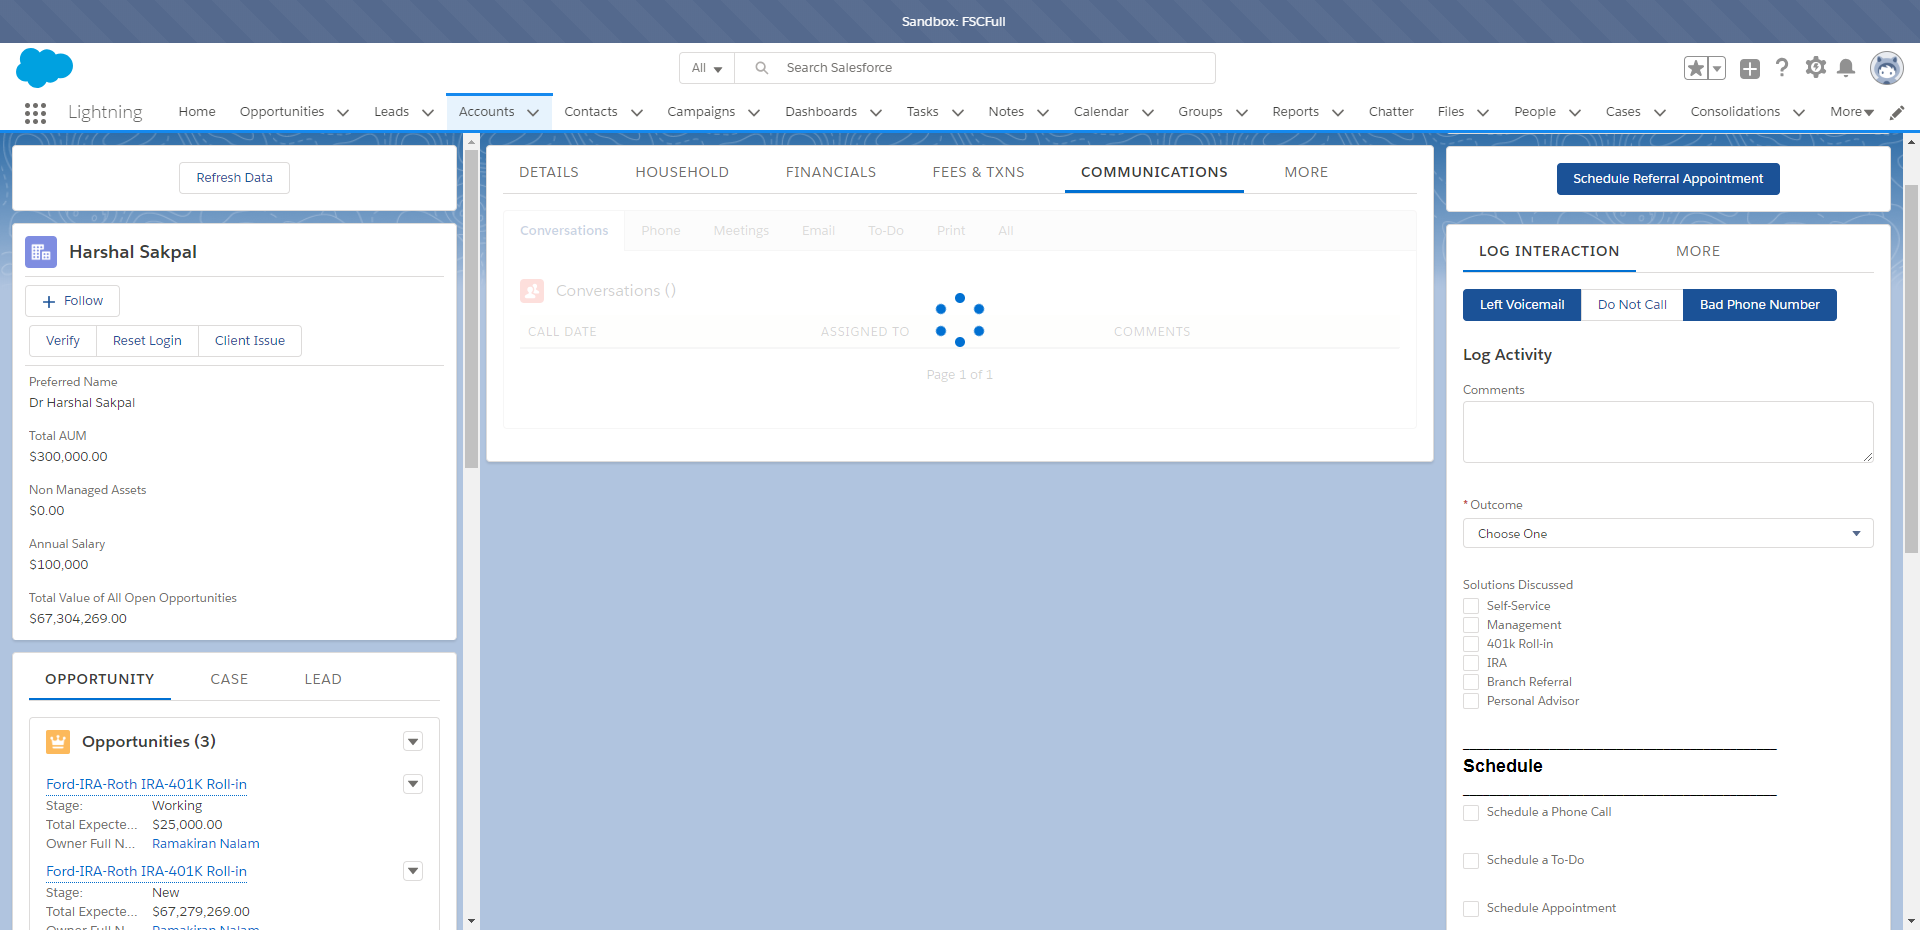 Sandbox: FSCFull
All
Search Salesforce
Lightning
Home
Opportunities
Leads
Accounts
Contacts
Campaigns
Dashboards
Tasks
Notes
Calendar
Groups
Reports
Chatter
Files
People
Cases
Consolidations
More
Refresh Data
Harshal Sakpal
Follow
Verify
Reset Login
Client Issue
Preferred Name
Dr Harshal Sakpal
Total AUM
$300,000.00
Non Managed Assets
$0.00
Annual Salary
$100,000
Total Value of All Open Opportunities
$67,304,269.00
OPPORTUNITY
CASE
LEAD
Opportunities (3)
Ford-IRA-Roth IRA-401K Roll-in
Stage: Working
Total Expecte... $25,000.00
Owner Full N... Ramakiran Nalam
Ford-IRA-Roth IRA-401K Roll-in
Stage: New
Total Expecte... $67,279,269.00
Owner Full N... Ramakiran Nalam
DETAILS
HOUSEHOLD
FINANCIALS
FEES & TXNS
COMMUNICATIONS
MORE
Conversations
Phone
Meetings
Email
To-Do
Print
All
Conversations ()
CALL DATE
ASSIGNED TO
COMMENTS
Page 1 of 1
Schedule Referral Appointment
LOG INTERACTION
MORE
Left Voicemail
Do Not Call
Bad Phone Number
Log Activity
Comments
* Outcome
Choose One
Solutions Discussed
Self-Service
Management
401k Roll-in
IRA
Branch Referral
Personal Advisor
Schedule
Schedule a Phone Call
Schedule a To-Do
Schedule Appointment